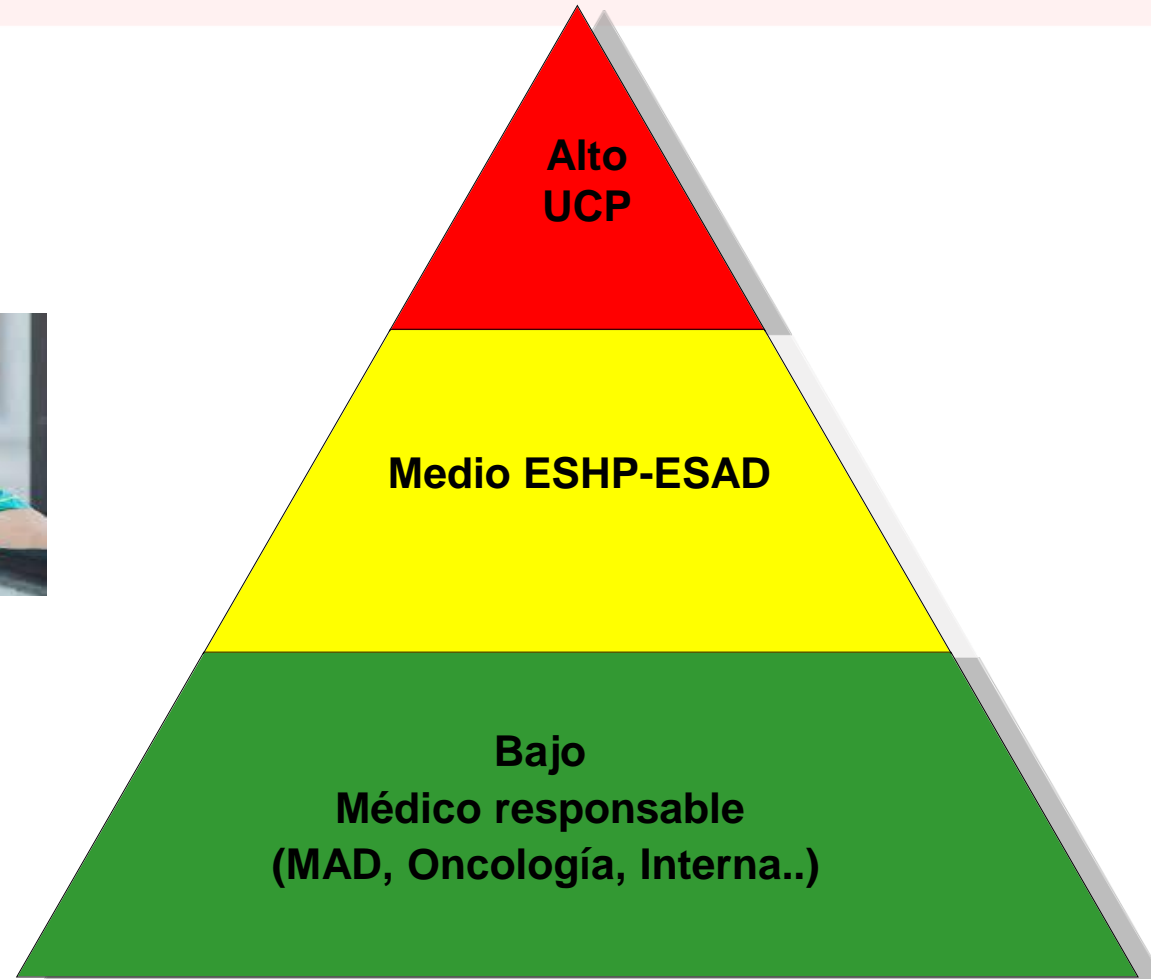 Alto
UCP
Medio ESHP-ESAD
Bajo
Médico responsable
(MAD, Oncología, Interna..)